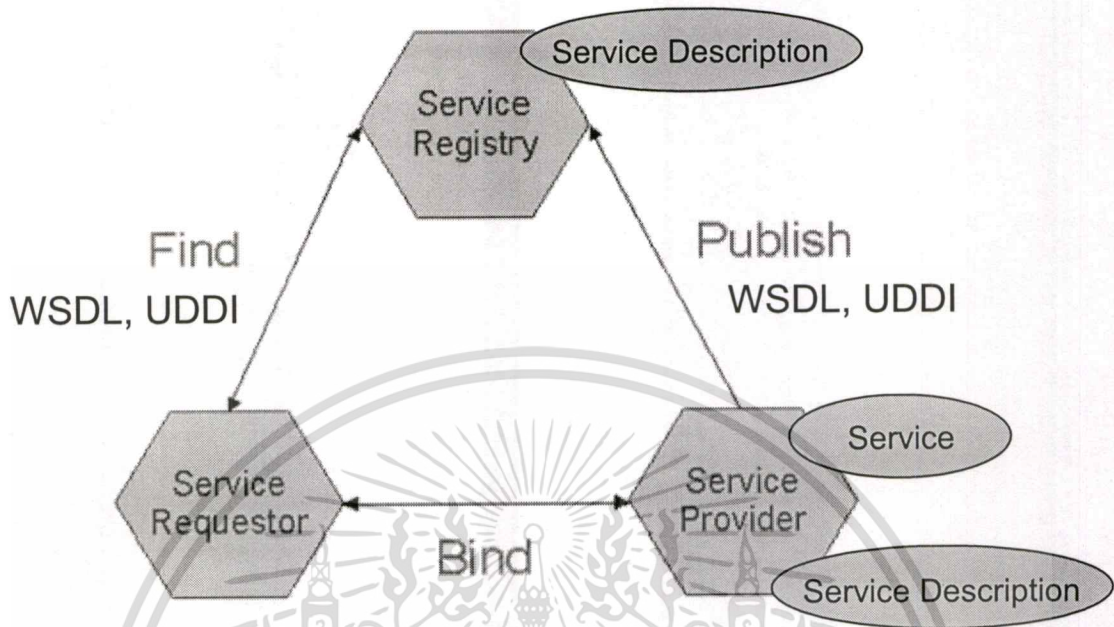 Service Description
Service
Registry
Find
WSDL, UDDI
Publish
WSDL, UDDI
Service
Requestor
Bind
Service
Provider
Service
Service Description